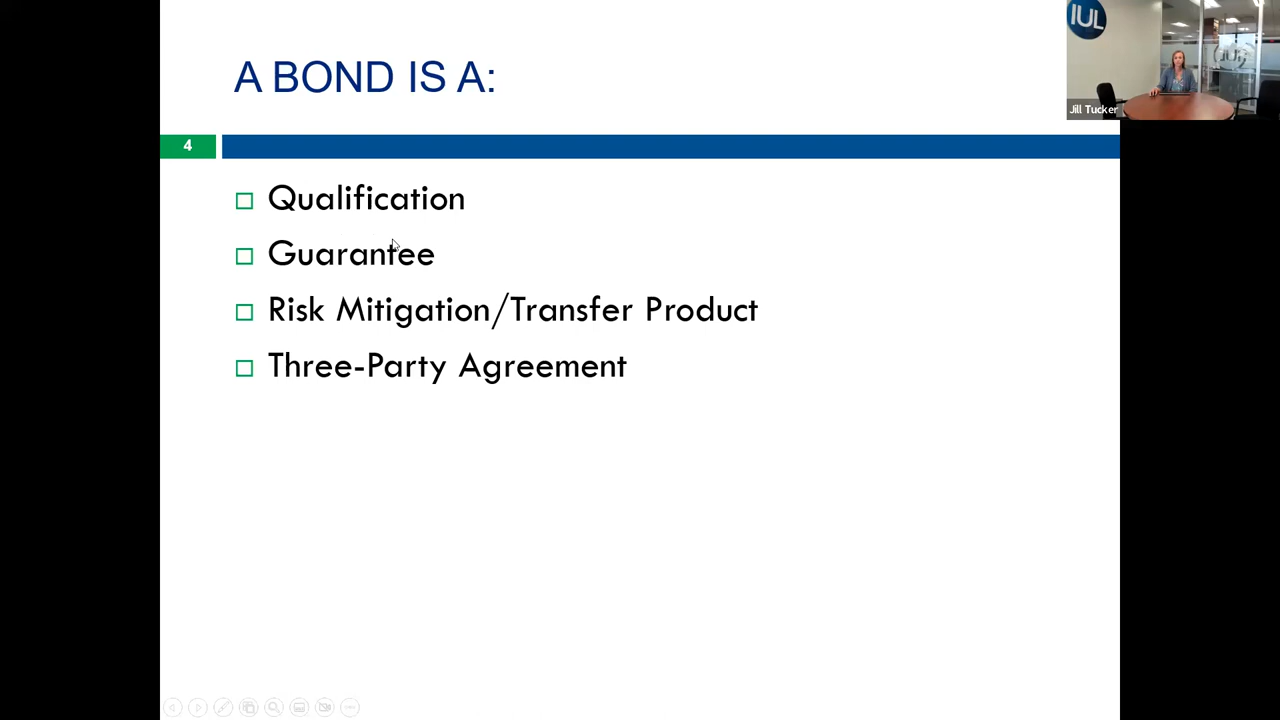 A BOND IS A:
IUL
Jill Tucker
4
Qualification
Guarantee
Risk Mitigation/Transfer Product
Three-Party Agreement